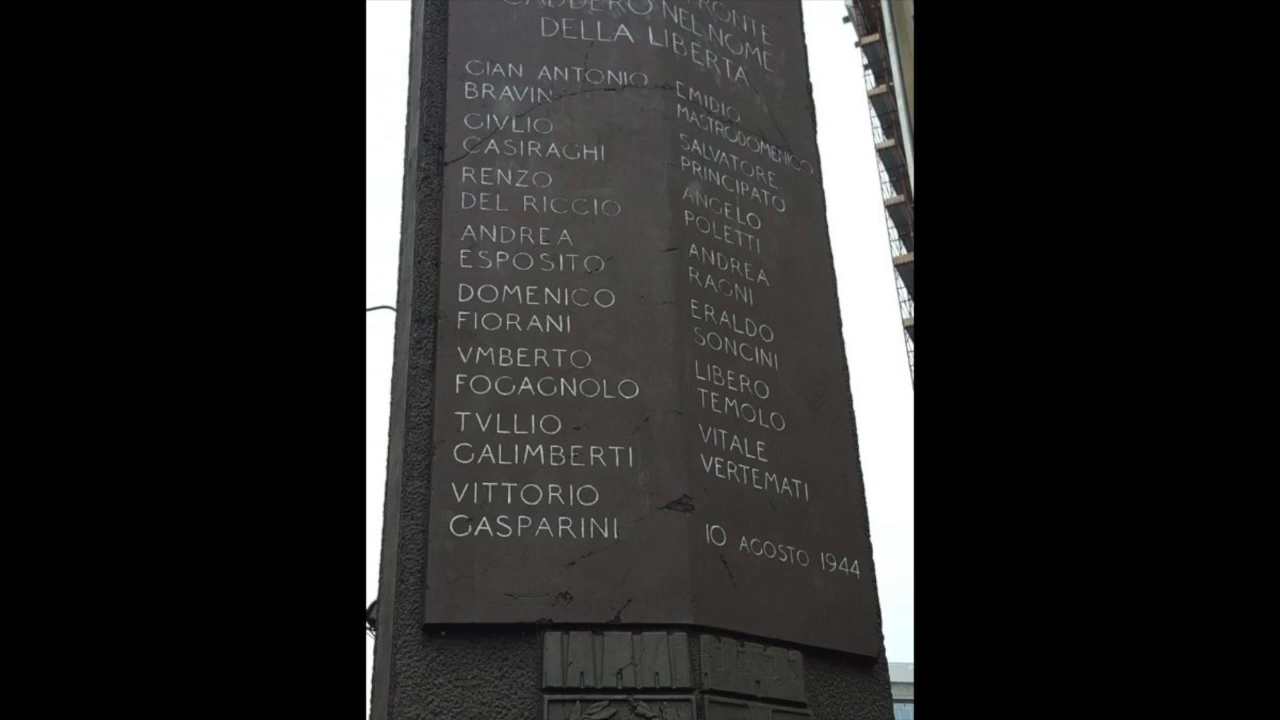 FRONTE
CADDERO NEL NOME
DELLA LIBERTÀ
GIAN ANTONIO
BRAVIN
GIVLIO
CASIRAGHI
RENZO
DEL RICCIO
ANDREA
ESPOSITO
DOMENICO
FIORANI
VMBERTO
FOGAGNOLO
TVLLIO
GALIMBERTI
VITTORIO
GASPARINI
EMIDIO
MASTRODOMENICO
SALVATORE
PRINCIPATO
ANGELO
POLETTI
ANDREA
RAGNI
ERALDO
SONCINI
LIBERO
TEMOLO
VITALE
VERTEMATI
10 AGOSTO 1944